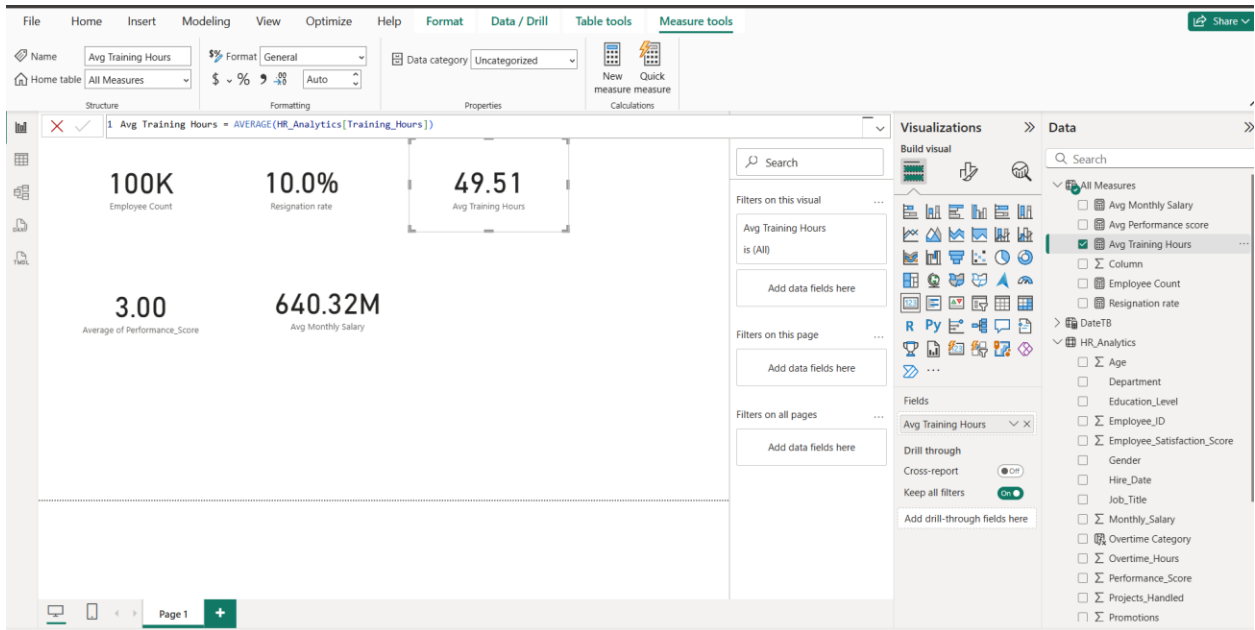 File Home Insert Modeling View Optimize Help Format Data / Drill Table tools Measure tools Share
Name Avg Training Hours
Home table All Measures
Structure
$% Format General
$ % Auto
Formatting
Data category Uncategorized
Properties
New measure
Quick measure
Calculations
1 Avg Training Hours = AVERAGE(HR_Analytics[Training_Hours])
100K
Employee Count
10.0%
Resignation rate
49.51
Avg Training Hours
3.00
Average of Performance_Score
640.32M
Avg Monthly Salary
Search
Filters on this visual ...
Avg Training Hours
is (All)
Add data fields here
Filters on this page ...
Add data fields here
Filters on all pages ...
Add data fields here
Visualizations
Build visual
123
R Py
...
Fields
Avg Training Hours
Drill through
Cross-report Off
Keep all filters On
Add drill-through fields here
Data
Search
All Measures
Avg Monthly Salary
Avg Performance score
Avg Training Hours ...
Σ Column
Employee Count
Resignation rate
DateTB
HR_Analytics
Σ Age
Department
Education_Level
Σ Employee_ID
Σ Employee_Satisfaction_Score
Gender
Hire_Date
Job_Title
Σ Monthly_Salary
Overtime Category
Σ Overtime_Hours
Σ Performance_Score
Σ Projects_Handled
Σ Promotions
Page 1 +